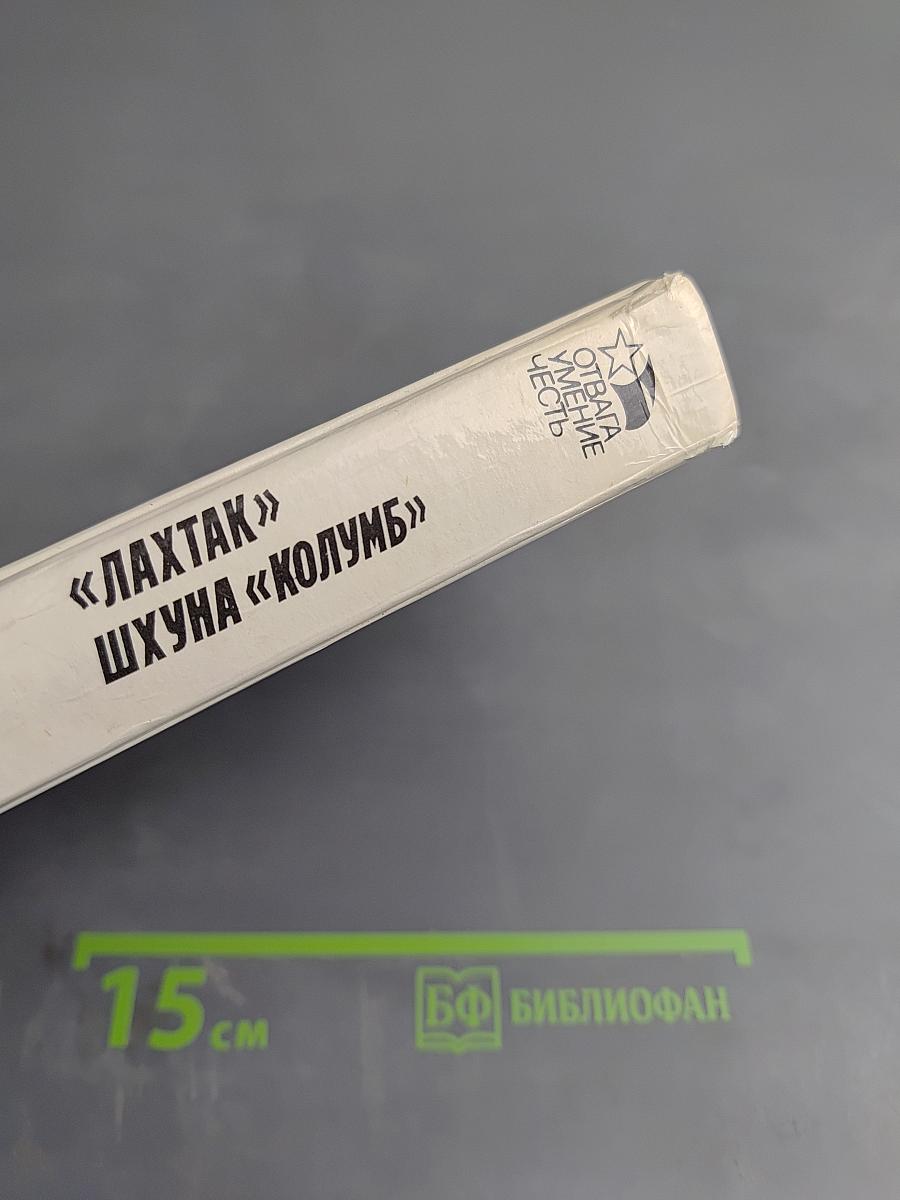 ОТВАГА
УМЕНИЕ
ЧЕСТЬ
«ЛАХТАК»
ШХУНА «КОЛУМБ»
15 см
БФ БИБЛИОФАН